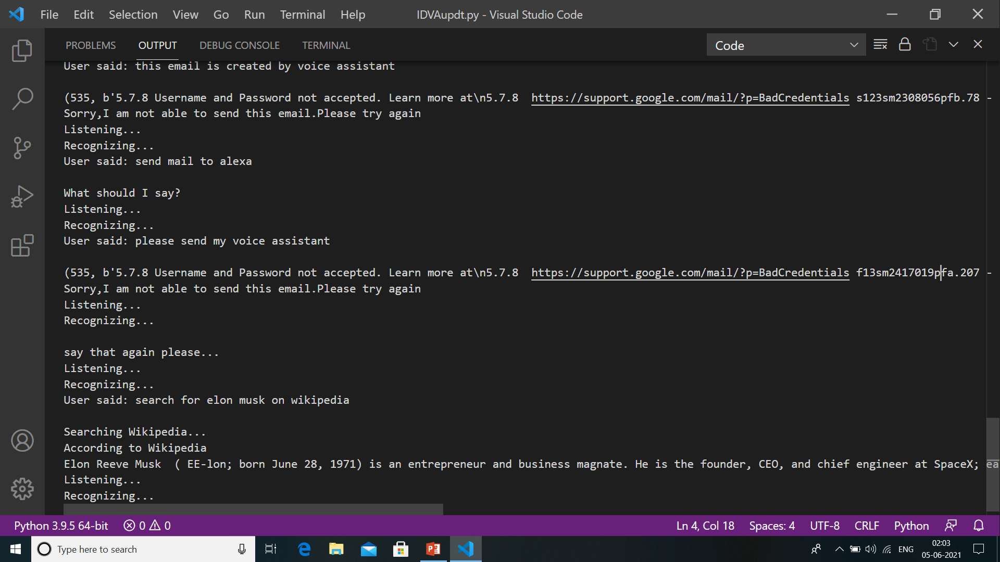 File Edit Selection View Go Run Terminal Help IDVAupdt.py - Visual Studio Code
PROBLEMS OUTPUT DEBUG CONSOLE TERMINAL Code
User said: this email is created by voice assistant
(535, b'5.7.8 Username and Password not accepted. Learn more at\n5.7.8  https://support.google.com/mail/?p=BadCredentials s123sm2308056pfb.78 -
Sorry,I am not able to send this email.Please try again
Listening...
Recognizing...
User said: send mail to alexa
What should I say?
Listening...
Recognizing...
User said: please send my voice assistant
(535, b'5.7.8 Username and Password not accepted. Learn more at\n5.7.8  https://support.google.com/mail/?p=BadCredentials f13sm2417019pfa.207 -
Sorry,I am not able to send this email.Please try again
Listening...
Recognizing...
say that again please...
Listening...
Recognizing...
User said: search for elon musk on wikipedia
Searching Wikipedia...
According to Wikipedia
Elon Reeve Musk  ( EE-lon; born June 28, 1971) is an entrepreneur and business magnate. He is the founder, CEO, and chief engineer at SpaceX; ea
Listening...
Recognizing...
Python 3.9.5 64-bit 0 0 Ln 4, Col 18 Spaces: 4 UTF-8 CRLF Python
Type here to search ENG 02:03
05-06-2021